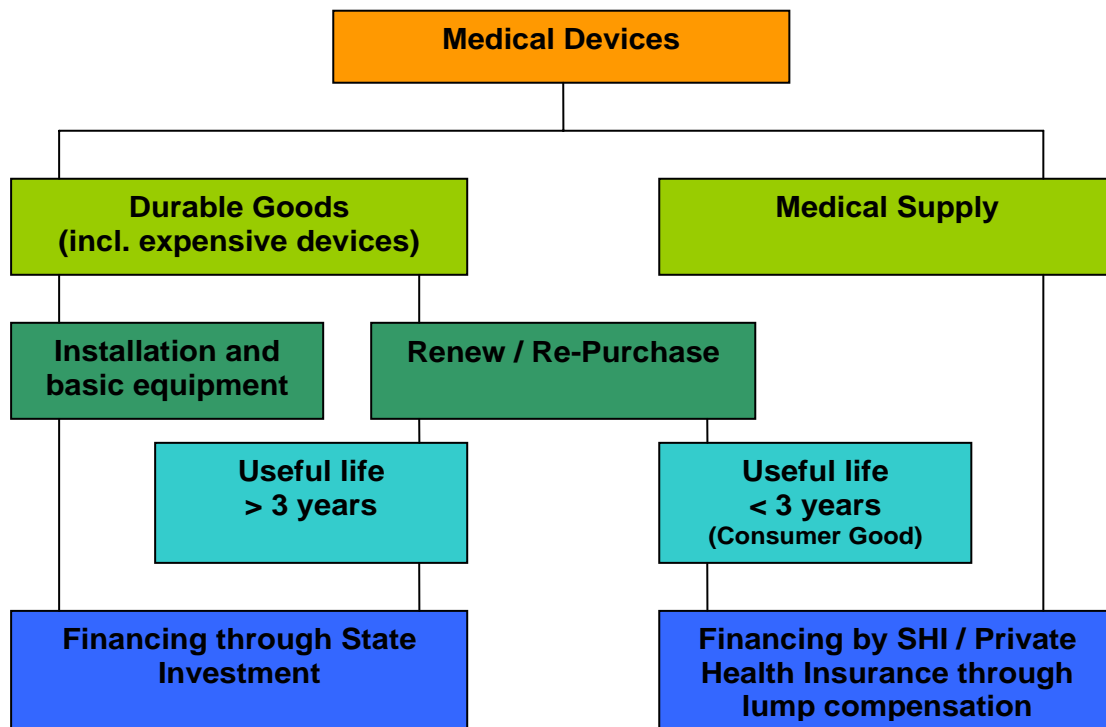 Medical Devices
Durable Goods
(incl. expensive devices)
Medical Supply
Installation and
basic equipment
Renew / Re-Purchase
Useful life
> 3 years
Useful life
< 3 years
(Consumer Good)
Financing through State
Investment
Financing by SHI / Private
Health Insurance through
lump compensation